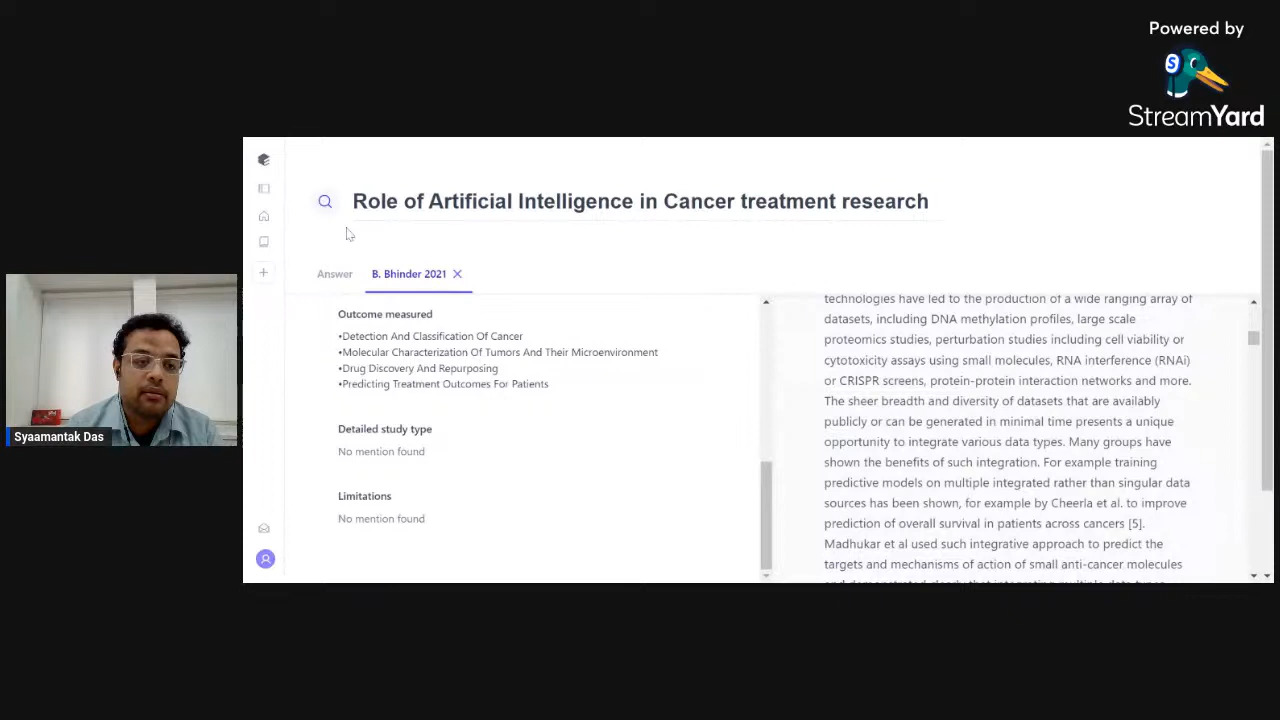 Powered by
S
StreamYard
Role of Artificial Intelligence in Cancer treatment research
Answer
B. Bhinder 2021
Outcome measured
•Detection And Classification Of Cancer
•Molecular Characterization Of Tumors And Their Microenvironment
•Drug Discovery And Repurposing
•Predicting Treatment Outcomes For Patients
Detailed study type
No mention found
Limitations
No mention found
technologies have led to the production of a wide ranging array of
datasets, including DNA methylation profiles, large scale
proteomics studies, perturbation studies including cell viability or
cytotoxicity assays using small molecules, RNA interference (RNAi)
or CRISPR screens, protein-protein interaction networks and more.
The sheer breadth and diversity of datasets that are availably
publicly or can be generated in minimal time presents a unique
opportunity to integrate various data types. Many groups have
shown the benefits of such integration. For example training
predictive models on multiple integrated rather than singular data
sources has been shown, for example by Cheerla et al. to improve
prediction of overall survival in patients across cancers [5].
Madhukar et al used such integrative approach to predict the
targets and mechanisms of action of small anti-cancer molecules
and demonstrated clearly that integrating multiple data types
Syaamantak Das